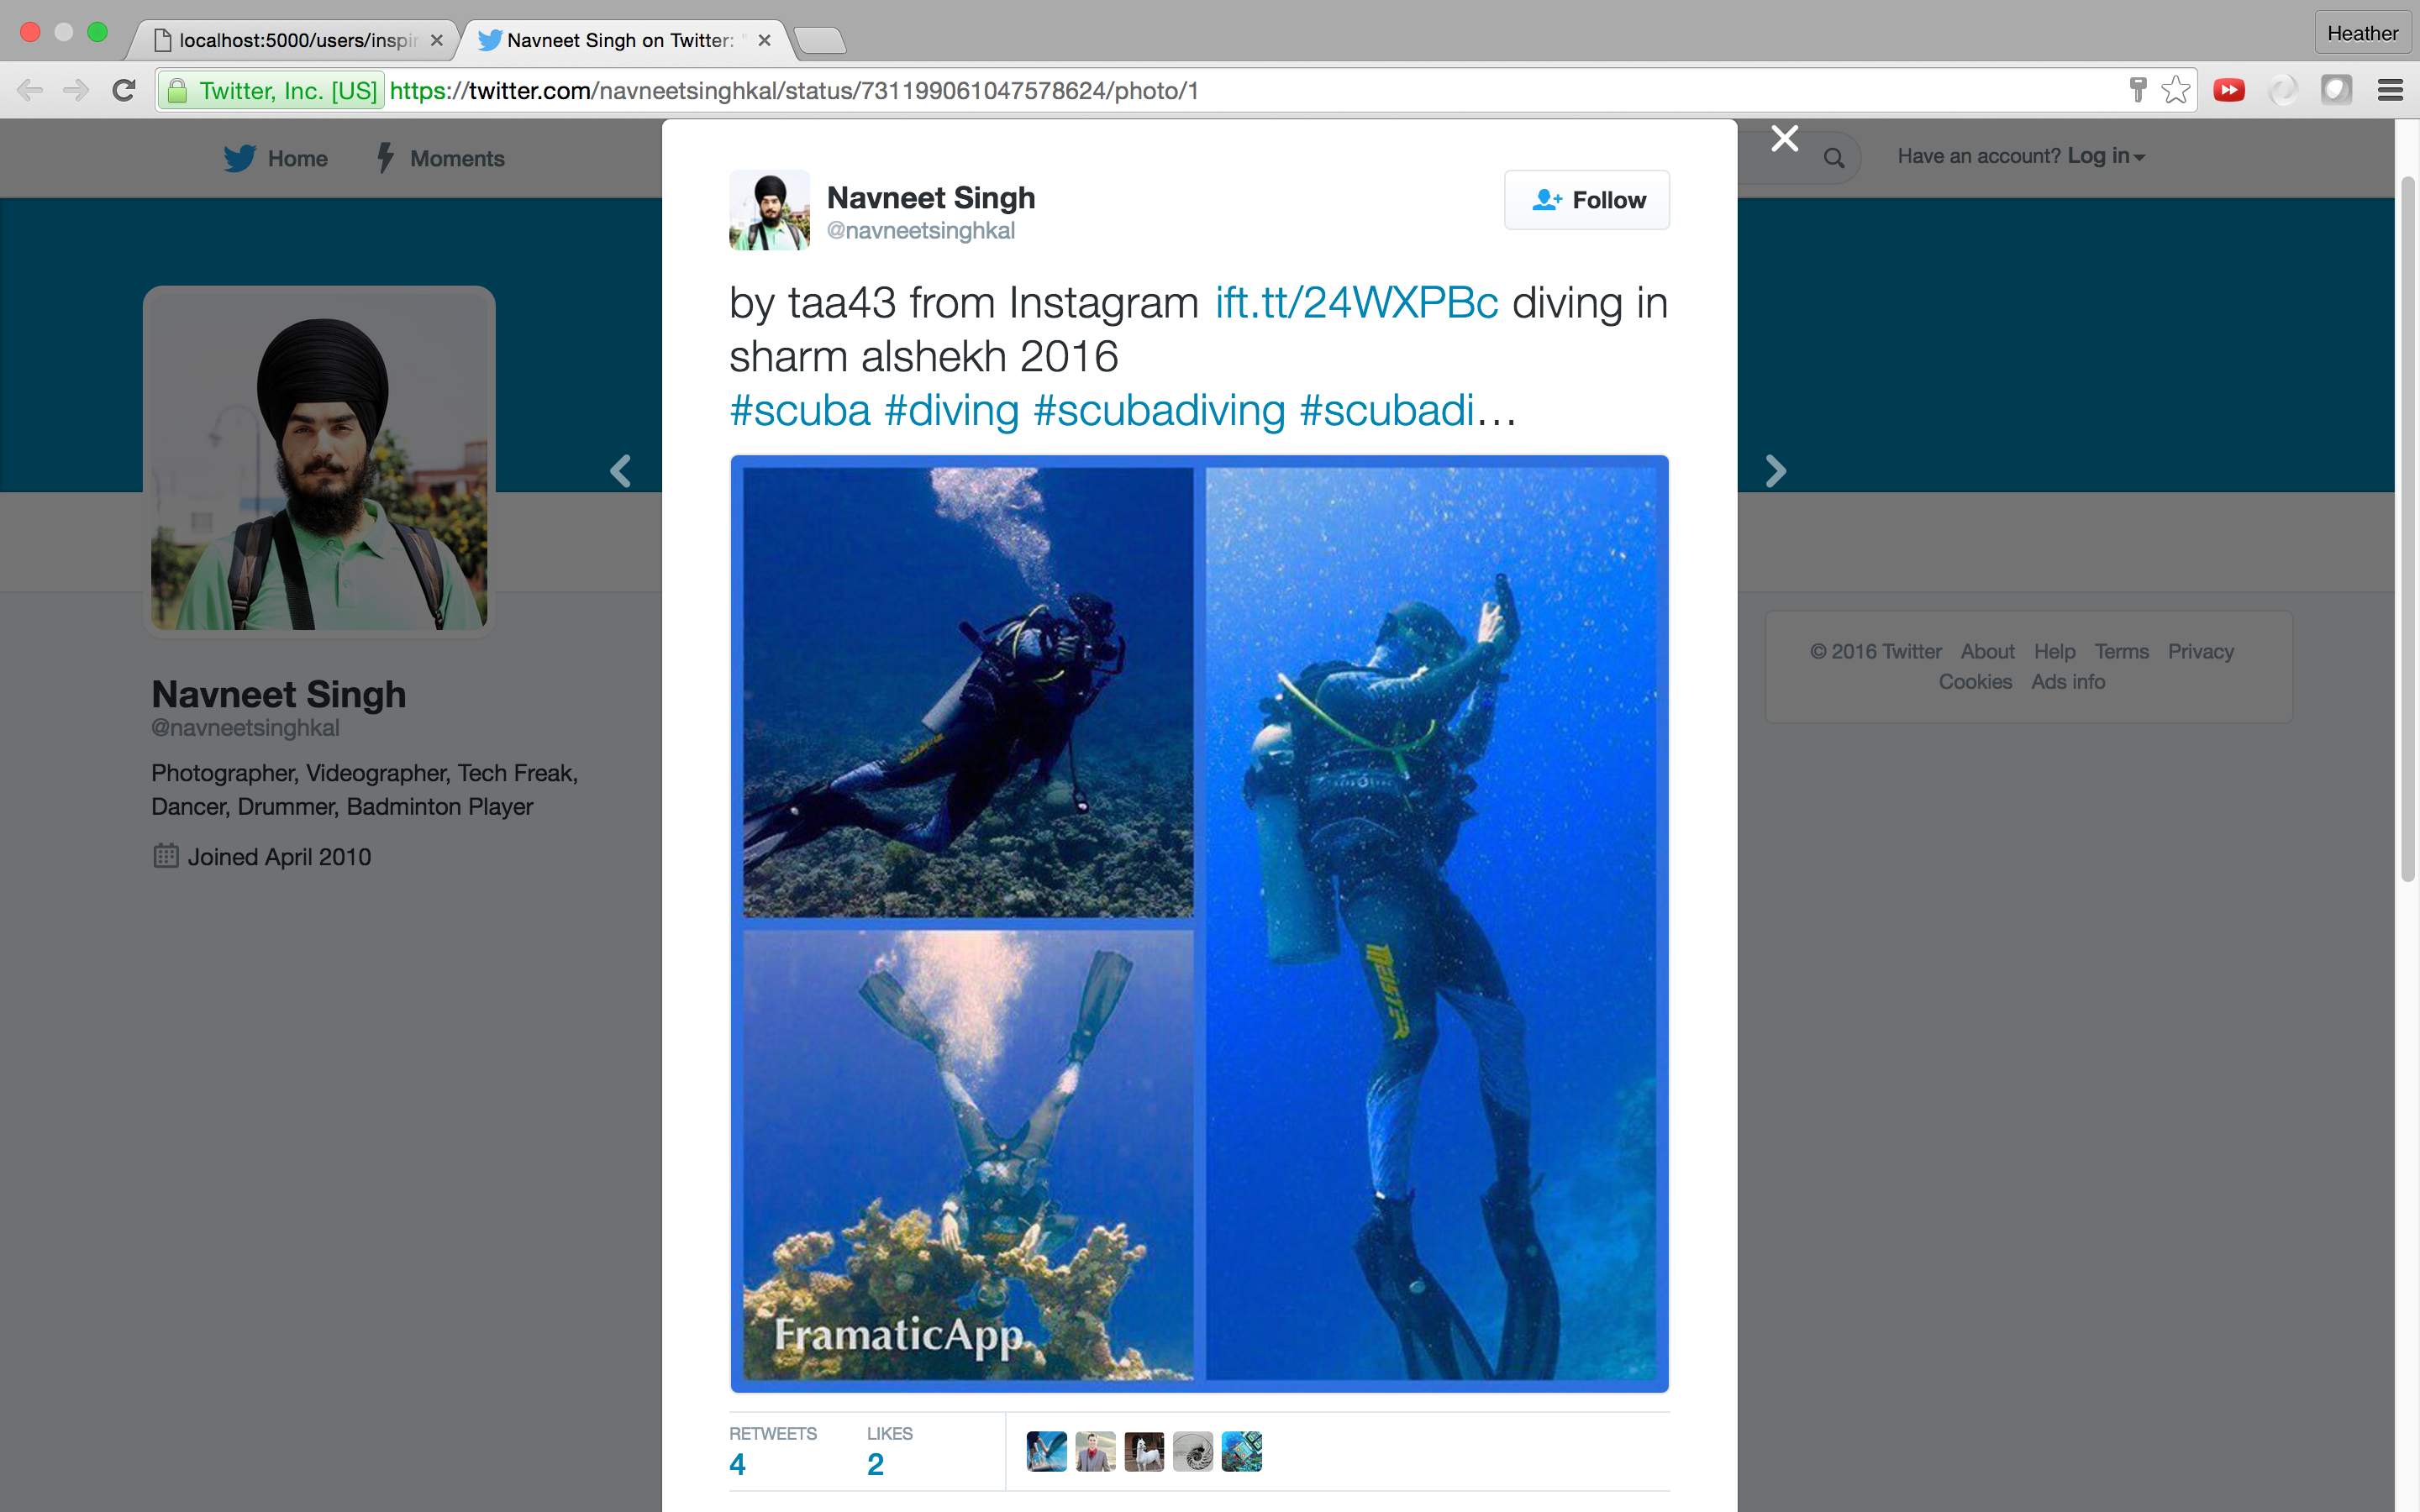 localhost:5000/users/inspir
Navneet Singh on Twitter: "
Heather
Twitter, Inc. [US]
https://twitter.com/navneetsinghkal/status/731199061047578624/photo/1
Home
Moments
Have an account? Log in
Navneet Singh
@navneetsinghkal
Follow
by taa43 from Instagram ift.tt/24WXPBc diving in
sharm alshekh 2016
#scuba #diving #scubadiving #scubadi…
MEISTER
FramaticApp
RETWEETS
4
LIKES
2
Navneet Singh
@navneetsinghkal
Photographer, Videographer, Tech Freak,
Dancer, Drummer, Badminton Player
Joined April 2010
© 2016 Twitter About Help Terms Privacy
Cookies Ads info